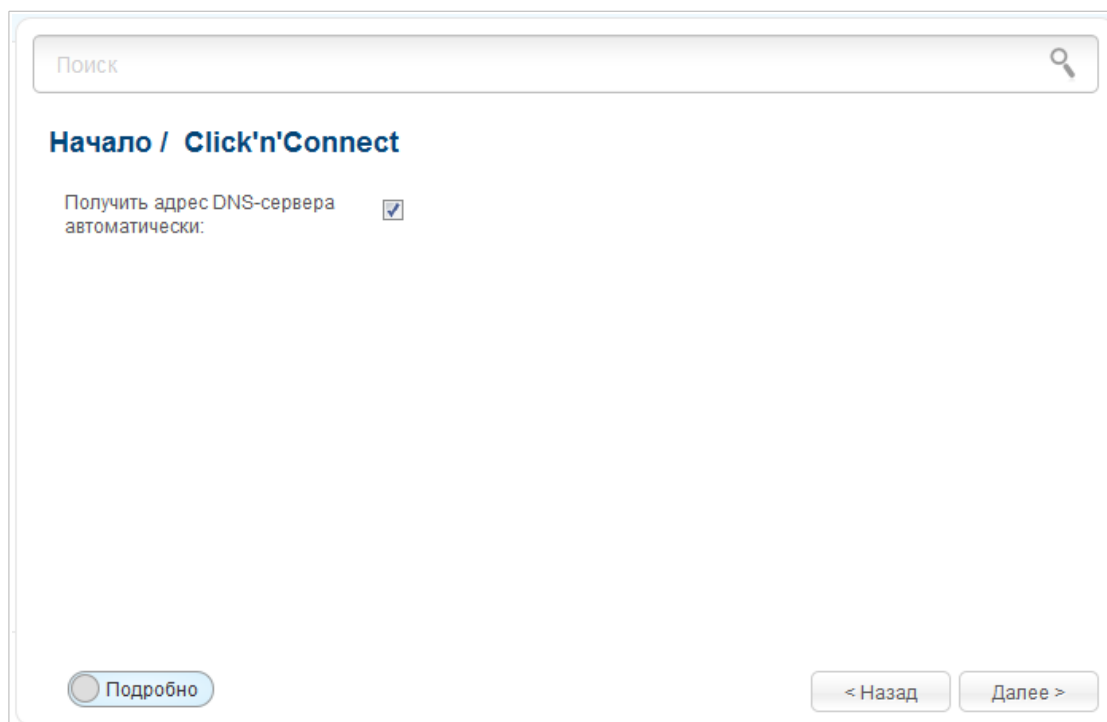 Поиск
Начало / Click'n'Connect
Получить адрес DNS-сервера
автоматически:
Подробно
< Назад
Далее >